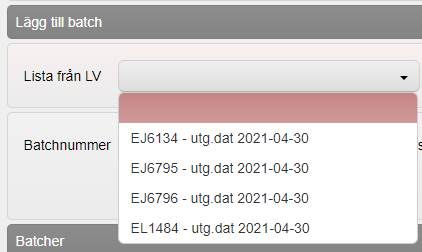 Lägg till batch
Lista från LV
EJ6134 - utg.dat 2021-04-30
Batchnummer
EJ6795 - utg.dat 2021-04-30
EJ6796 - utg.dat 2021-04-30
EL1484 - utg.dat 2021-04-30
Batcher